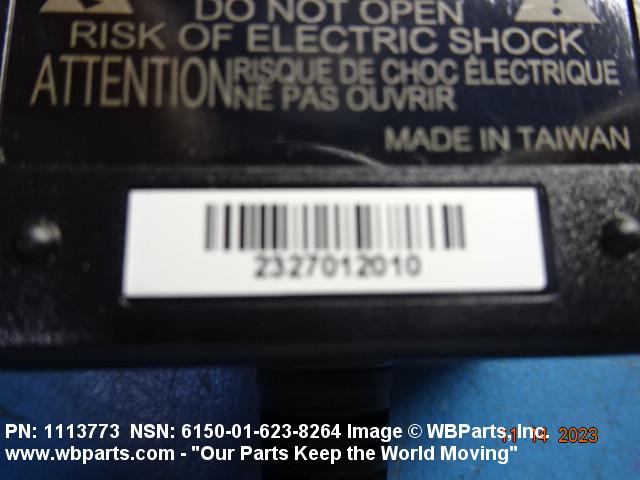 DO NOT OPEN
RISK OF ELECTRIC SHOCK
ATTENTION RISQUE DE CHOC ÉLECTRIQUE
NE PAS OUVRIR
MADE IN TAIWAN
2327012010
PN: 1113773 NSN: 6150-01-623-8264 Image © WBParts, Inc.
11 14 2023
www.wbparts.com - "Our Parts Keep the World Moving"